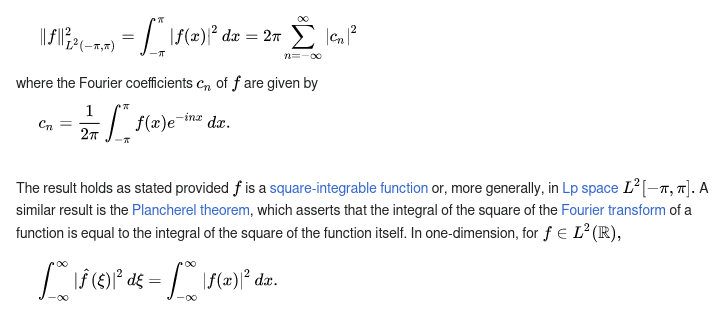 ‖f‖²_{L²(−π,π)} = ∫_{−π}^{π} |f(x)|² dx = 2π ∑_{n=−∞}^{∞} |cₙ|²
where the Fourier coefficients cₙ of f are given by
cₙ = \frac{1}{2π} ∫_{−π}^{π} f(x)e^{−inx} dx.
The result holds as stated provided f is a square-integrable function or, more generally, in Lp space L²[−π, π]. A
similar result is the Plancherel theorem, which asserts that the integral of the square of the Fourier transform of a
function is equal to the integral of the square of the function itself. In one-dimension, for f ∈ L²(ℝ),
∫_{−∞}^{∞} |f̂(ξ)|² dξ = ∫_{−∞}^{∞} |f(x)|² dx.